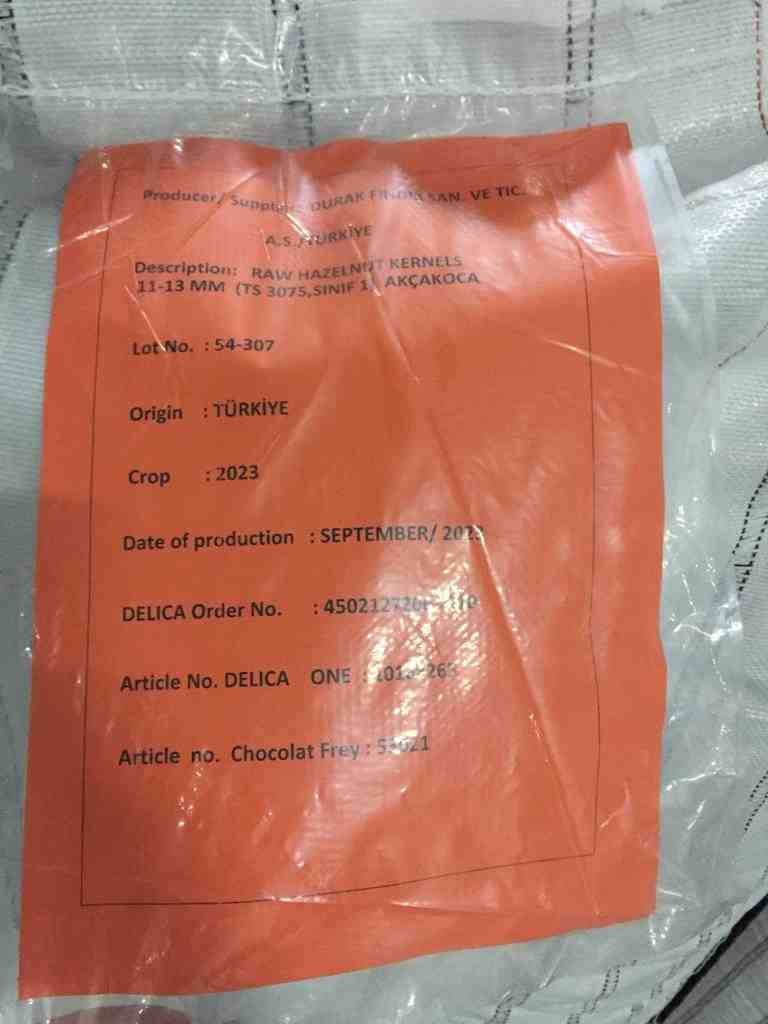 Producer/ Supplier: DURAK FINDIK SAN. VE TIC.
A.S./TÜRKİYE
Description: RAW HAZELNUT KERNELS
11-13 MM (TS 3075,SINIF 1) AKÇAKOCA
Lot No. : 54-307
Origin : TÜRKİYE
Crop : 2023
Date of production : SEPTEMBER/ 2023
DELICA Order No. :
Article No. DELICA ONE :
Article no. Chocolat Frey :